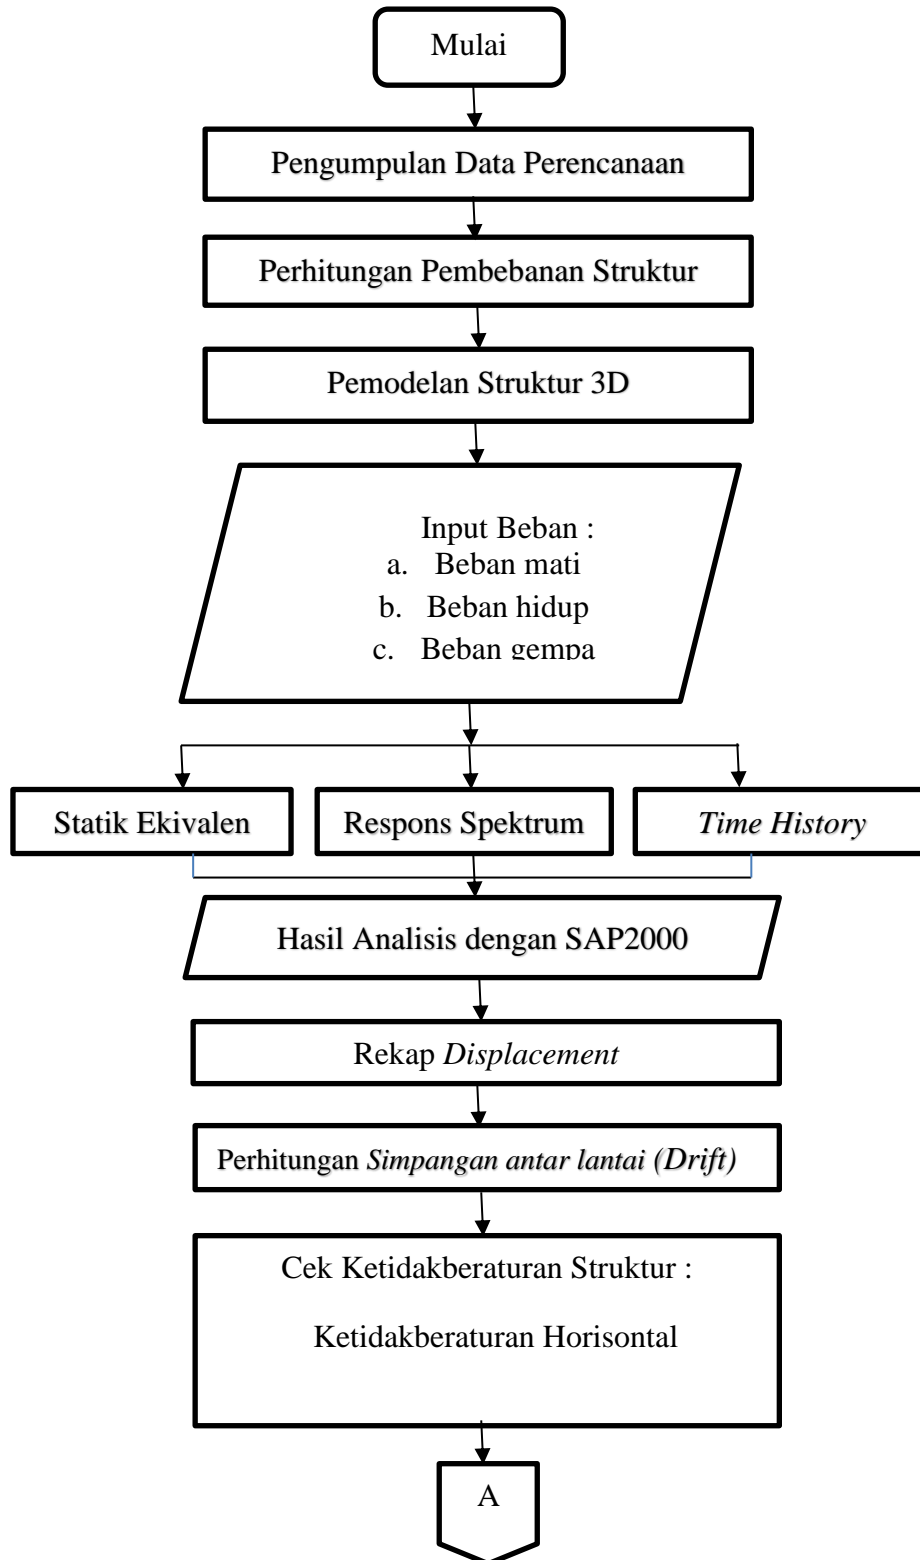 Mulai
Pengumpulan Data Perencanaan
Perhitungan Pembebanan Struktur
Pemodelan Struktur 3D
Input Beban :
a. Beban mati
b. Beban hidup
c. Beban gempa
Statik Ekivalen
Respons Spektrum
Time History
Hasil Analisis dengan SAP2000
Rekap Displacement
Perhitungan Simpangan antar lantai (Drift)
Cek Ketidakberaturan Struktur :
Ketidakberaturan Horisontal
A